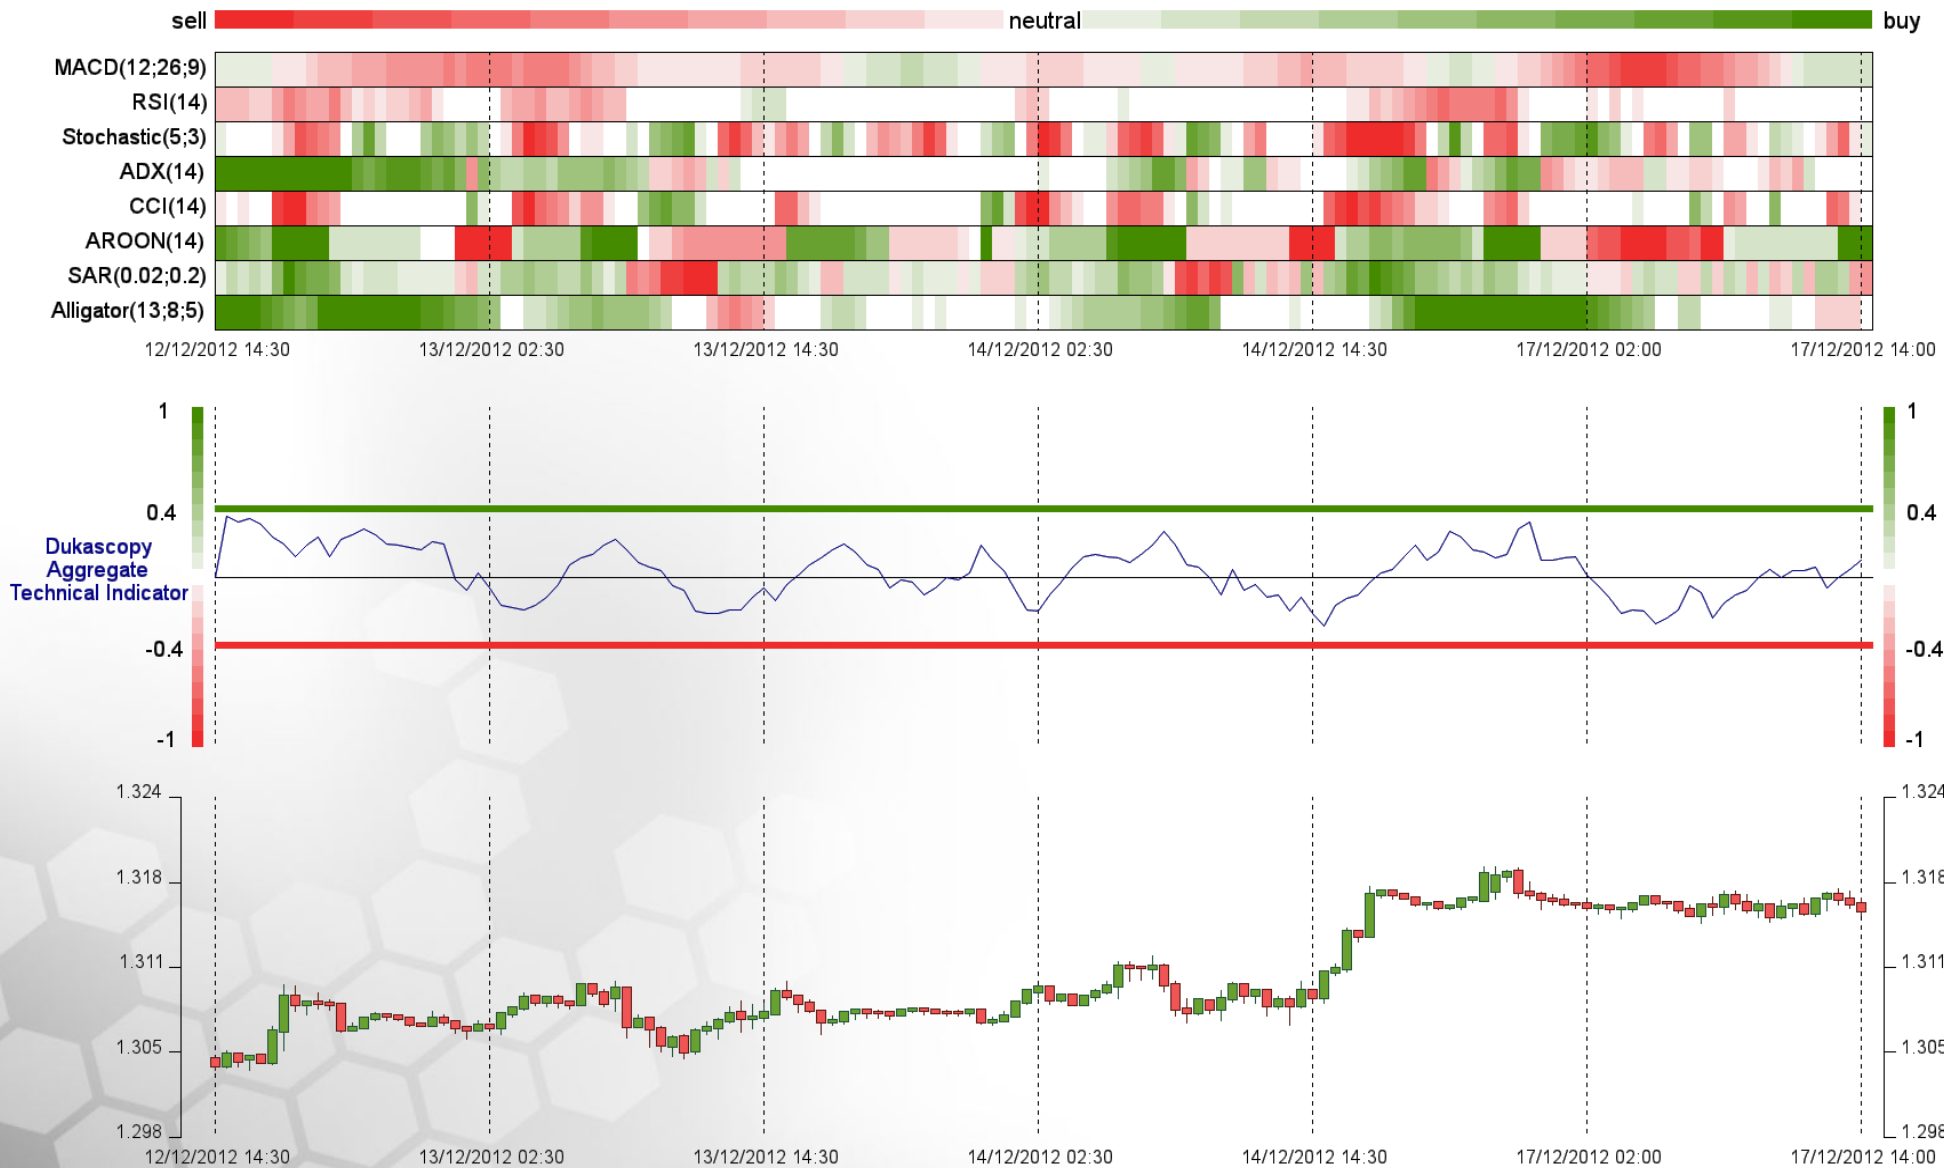 sell neutral buy
MACD(12;26;9)
RSI(14)
Stochastic(5;3)
ADX(14)
CCI(14)
AROON(14)
SAR(0.02;0.2)
Alligator(13;8;5)
12/12/2012 14:30 13/12/2012 02:30 13/12/2012 14:30 14/12/2012 02:30 14/12/2012 14:30 17/12/2012 02:00 17/12/2012 14:00
1 1
0.4 0.4
Dukascopy
Aggregate
Technical Indicator
-0.4 -0.4
-1 -1
1.324 1.324
1.318 1.318
1.311 1.311
1.305 1.305
1.298 1.298
12/12/2012 14:30 13/12/2012 02:30 13/12/2012 14:30 14/12/2012 02:30 14/12/2012 14:30 17/12/2012 02:00 17/12/2012 14:00